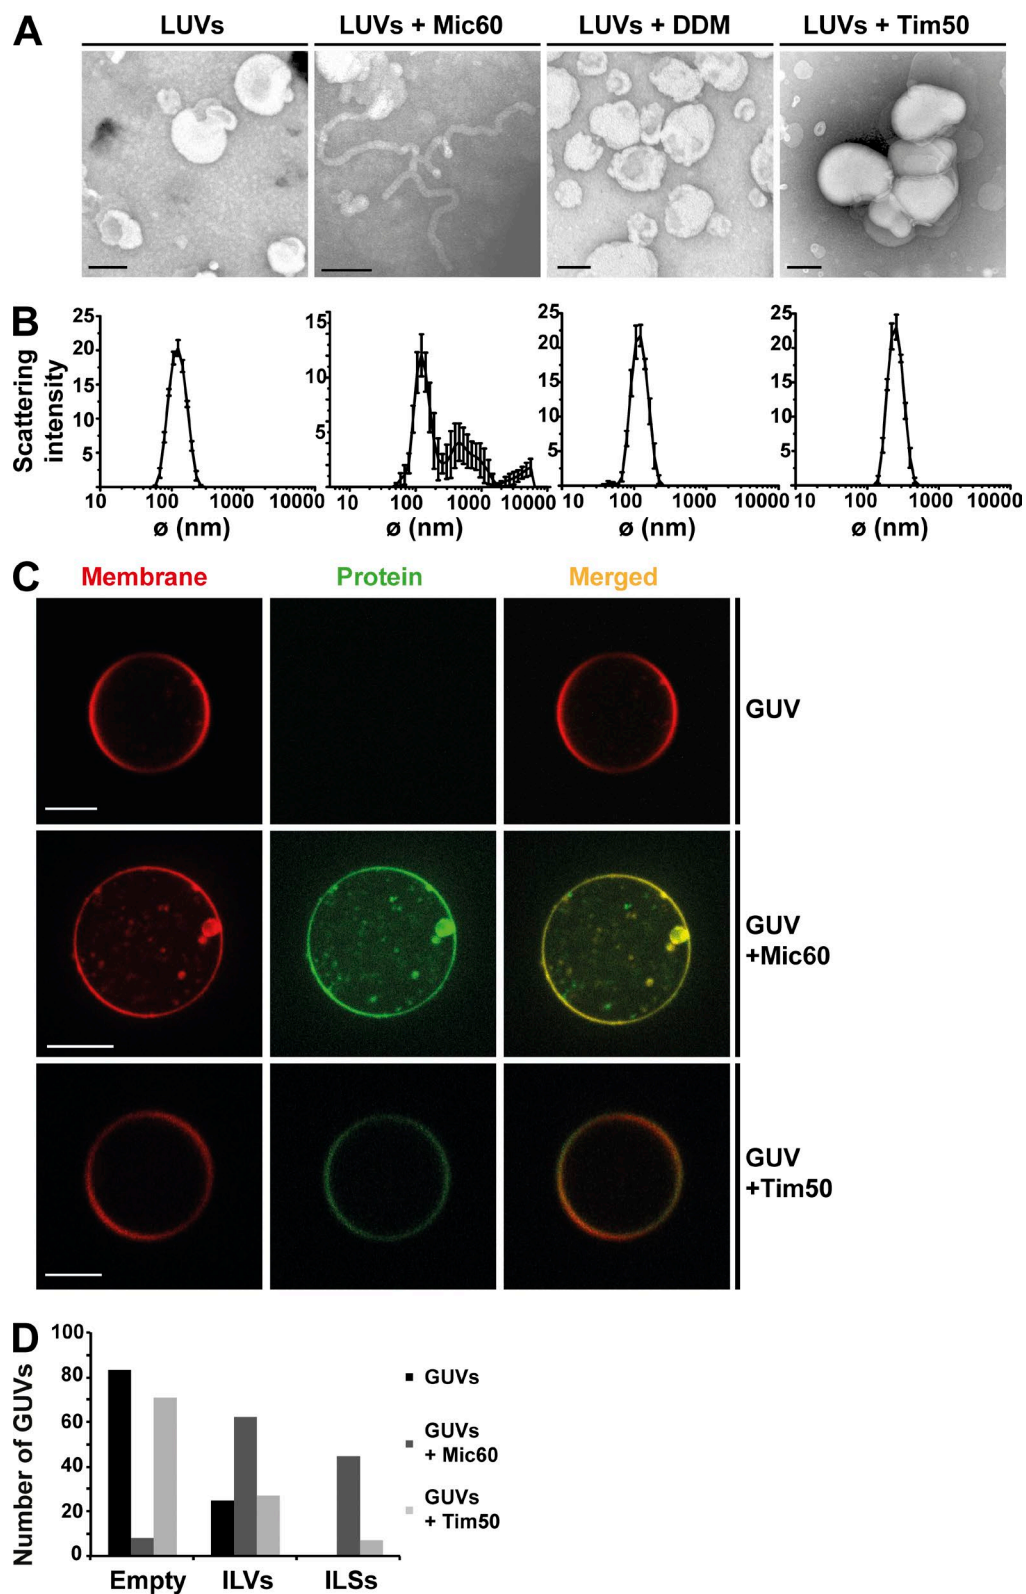 A
LUVs
LUVs + Mic60
LUVs + DDM
LUVs + Tim50
B
Scattering
intensity
25
20
15
10
5
10 100 1000 10000
ø (nm)
15
10
5
10 100 1000 10000
ø (nm)
25
20
15
10
5
10 100 1000 10000
ø (nm)
25
20
15
10
5
10 100 1000 10000
ø (nm)
C
Membrane
Protein
Merged
GUV
GUV
+Mic60
GUV
+Tim50
D
Number of GUVs
100
80
60
40
20
0
Empty
ILVs
ILSs
GUVs
GUVs
+ Mic60
GUVs
+ Tim50